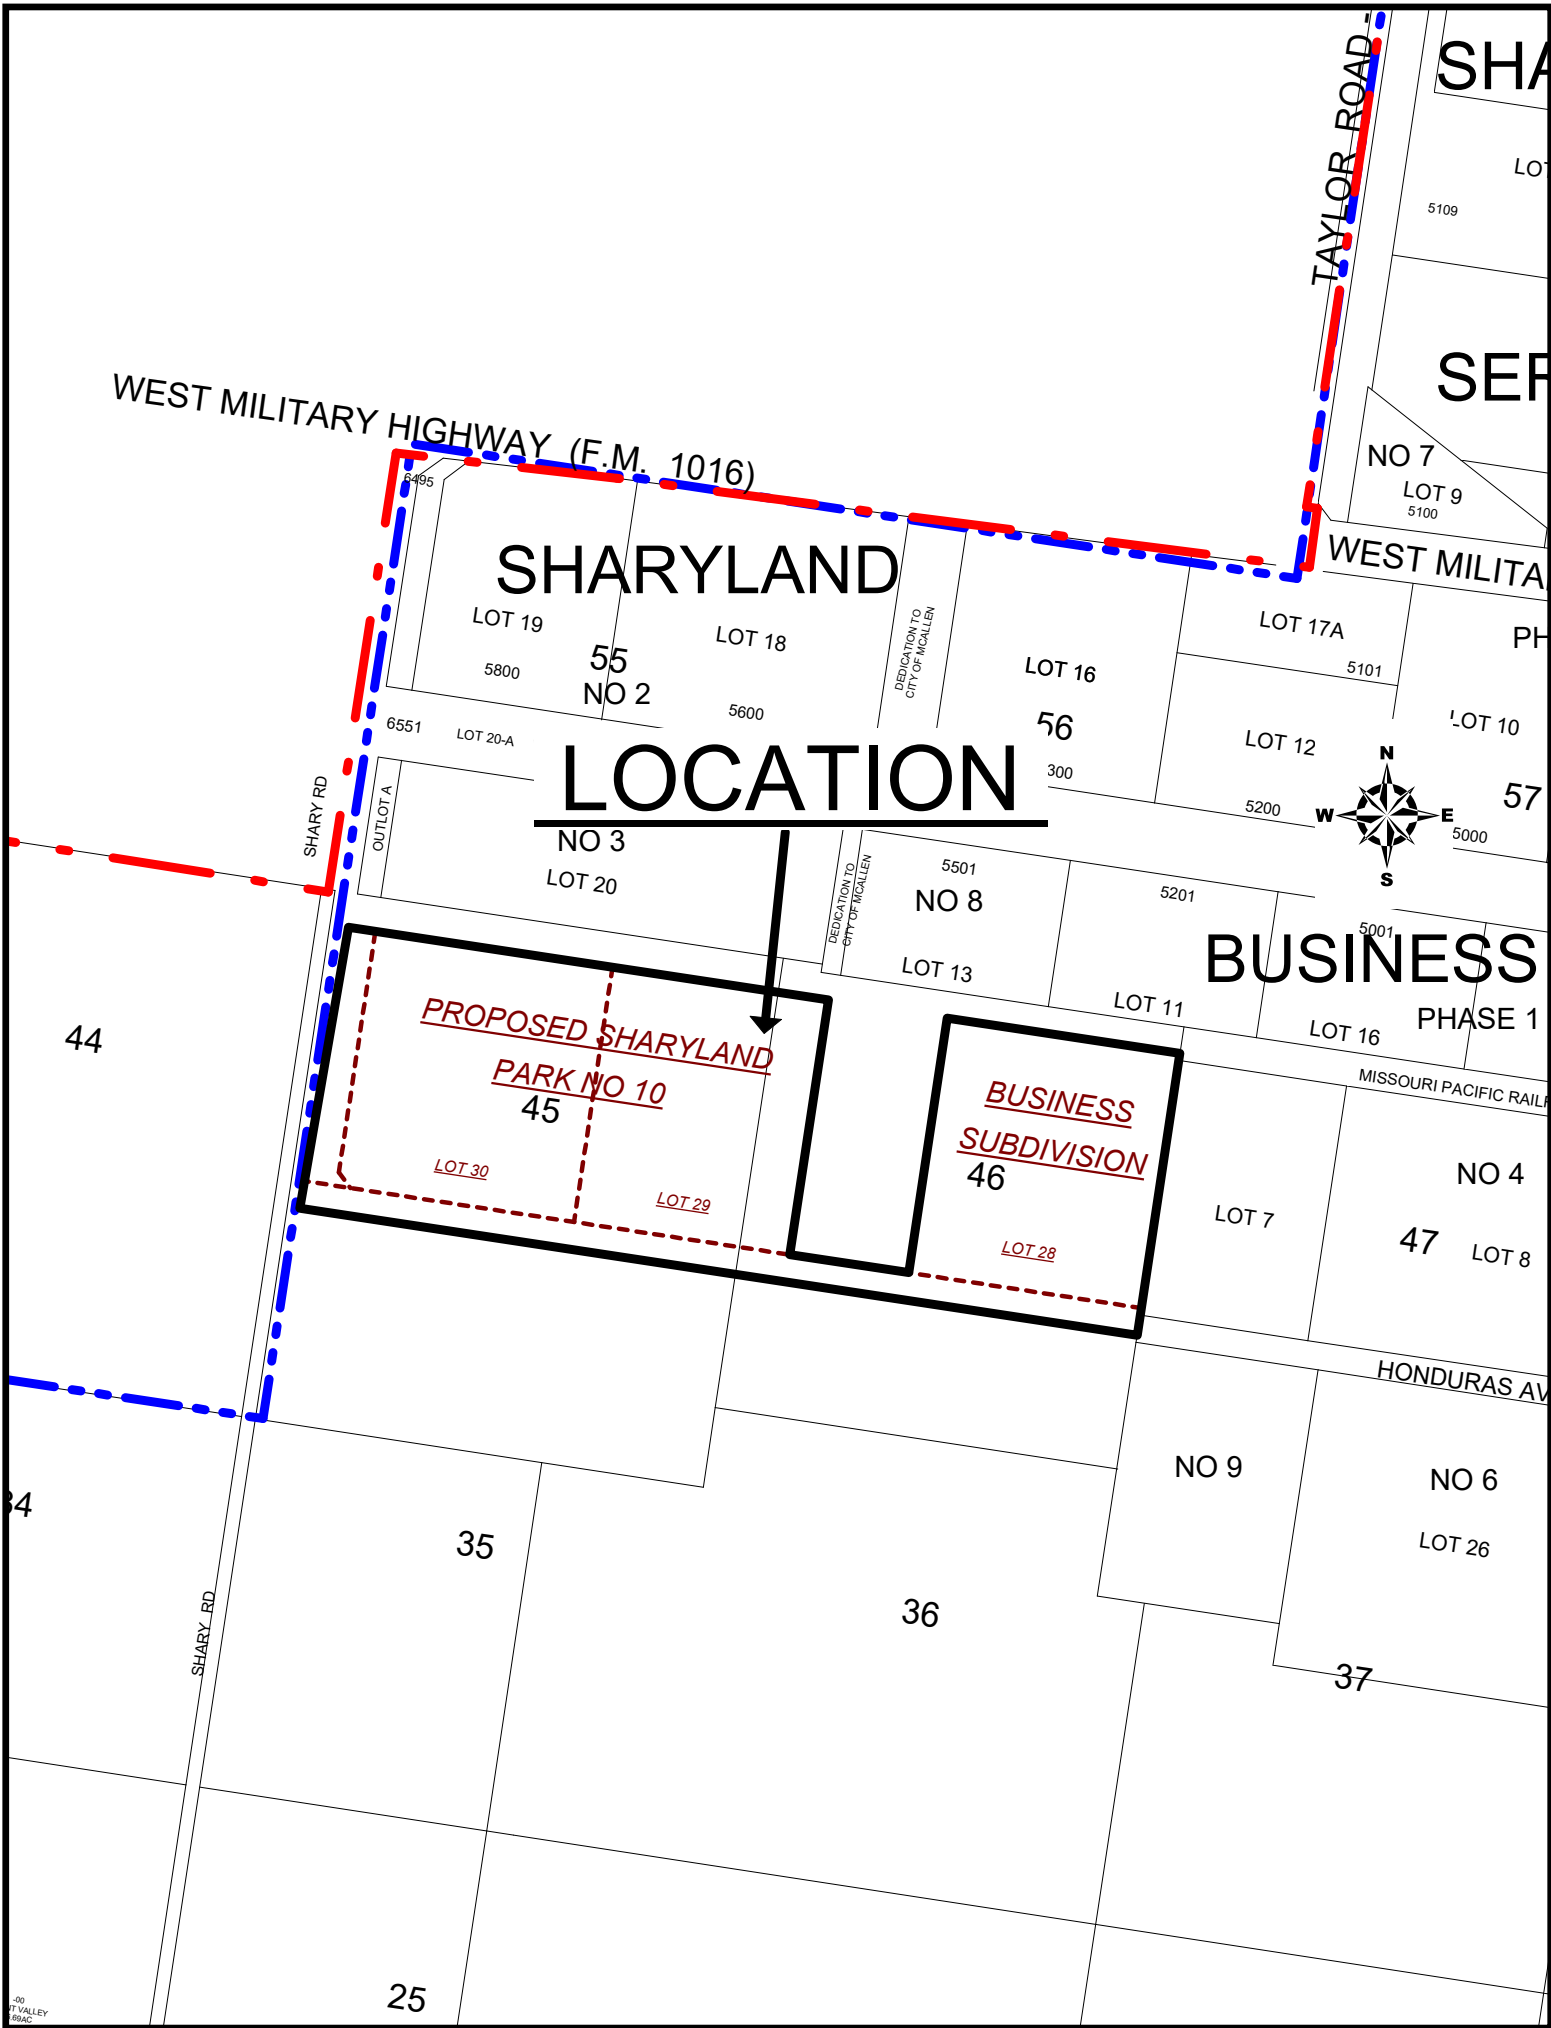 SHA
TAYLOR ROAD
LOT
5109
SER
WEST MILITARY HIGHWAY (F.M. 1016)
NO 7
LOT 9
5100
6495
WEST MILITA
SHARYLAND
LOT 19
55
NO 2
5800
LOT 18
5600
DEDICATION TO
CITY OF MCALLEN
LOT 16
56
300
LOT 17A
5101
PH
LOT 12
5200
LOT 10
57
5000
6551
LOT 20-A
LOCATION
N
W
E
S
SHARY RD
OUTLOT A
NO 3
LOT 20
DEDICATION TO
CITY OF MCALLEN
5501
NO 8
LOT 13
5201
LOT 11
5001
BUSINESS
LOT 16
PHASE 1
44
PROPOSED SHARYLAND
PARK NO 10
45
LOT 30
LOT 29
BUSINESS
SUBDIVISION
46
LOT 28
MISSOURI PACIFIC RAIL
LOT 7
NO 4
47
LOT 8
HONDURAS AV
NO 9
NO 6
LOT 26
34
35
36
37
SHARY RD
25
-00
VALLEY